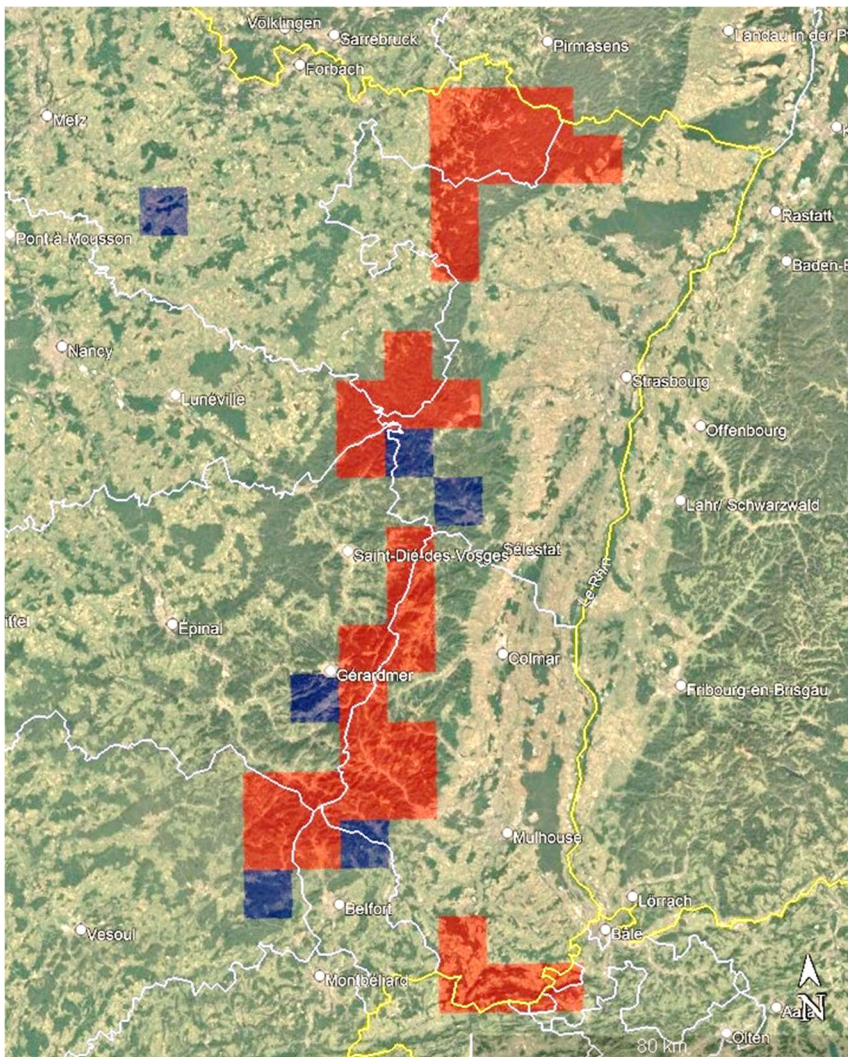 Völklingen
Sarrebruck
Landau in der P
Pirmasens
Forbach
Metz
K
Rastatt
Pont-à-Mousson
Baden-B
Nancy
Strasbourg
Lunéville
Offenbourg
Lahr/ Schwarzwald
Sélestat
Saint-Dié-des-Vosges
Le Rhin
Épinal
ittel
Colmar
Gérardmer
Fribourg-en-Brisgau
Mulhouse
Lörrach
Belfort
Vesoul
Bâle
Montbéliard
N
Aara
Olten
80 km